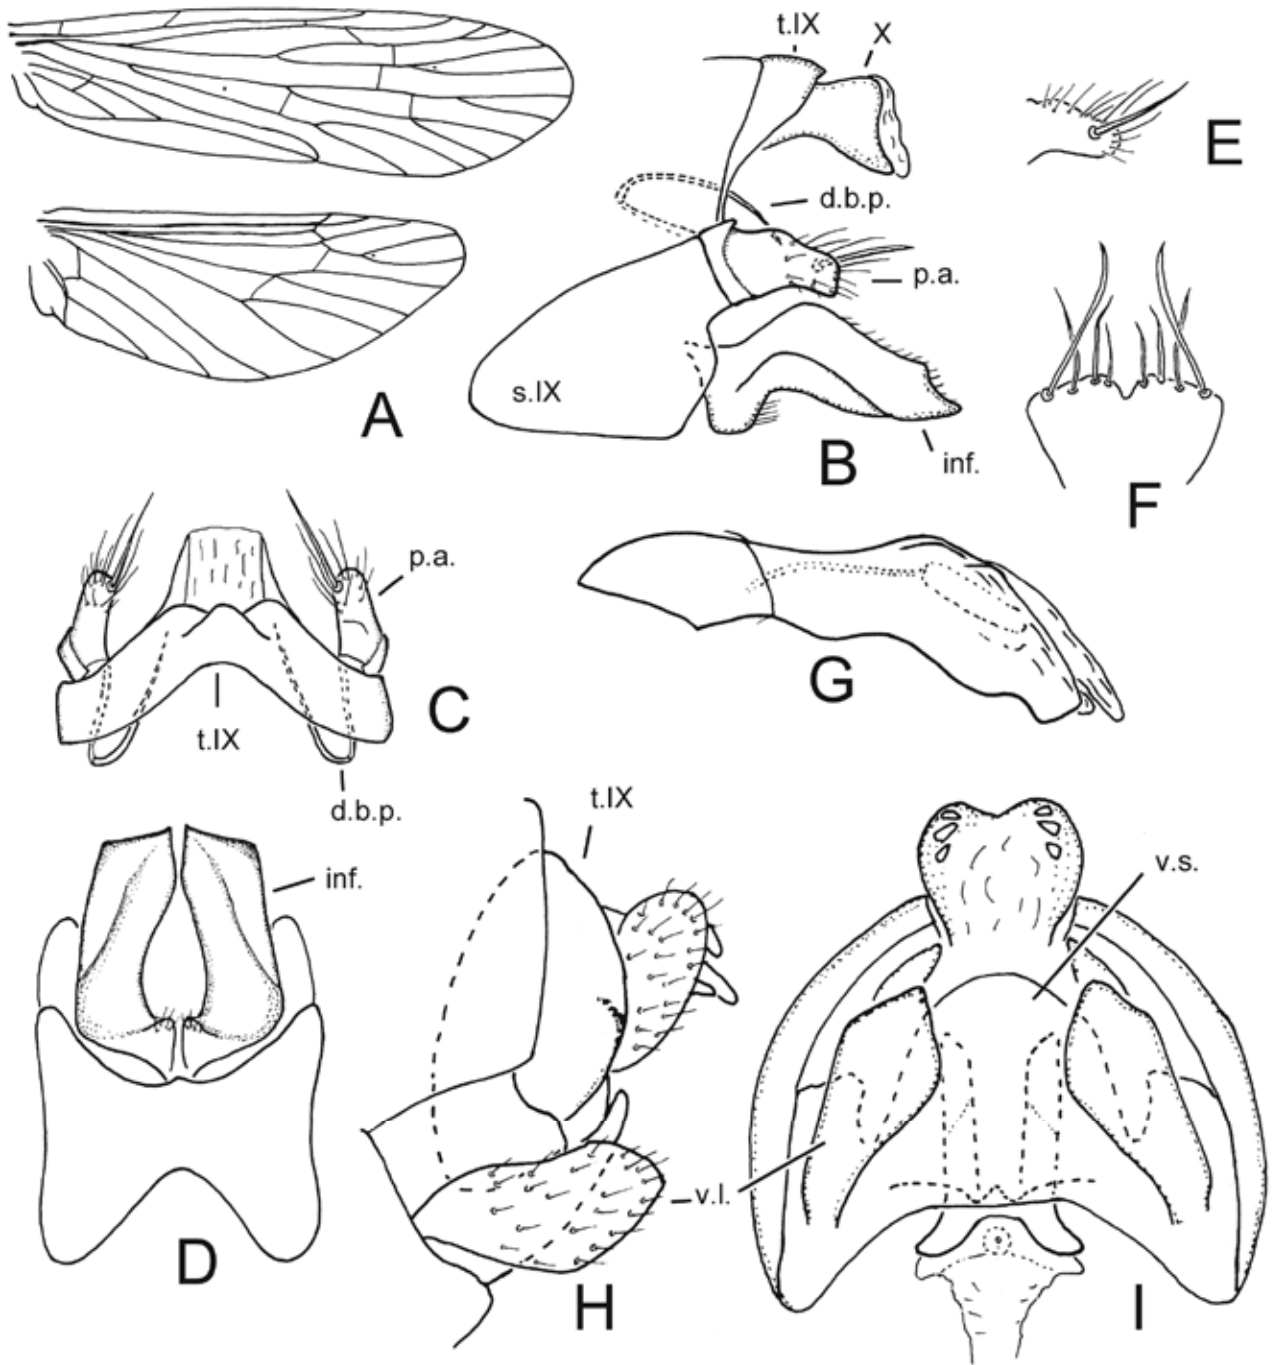 t.IX
X
E
d.b.p.
p.a.
s.IX
A
B
inf.
F
p.a.
G
C
t.IX
d.b.p.
t.IX
inf.
v.s.
v.l.
D
H
I